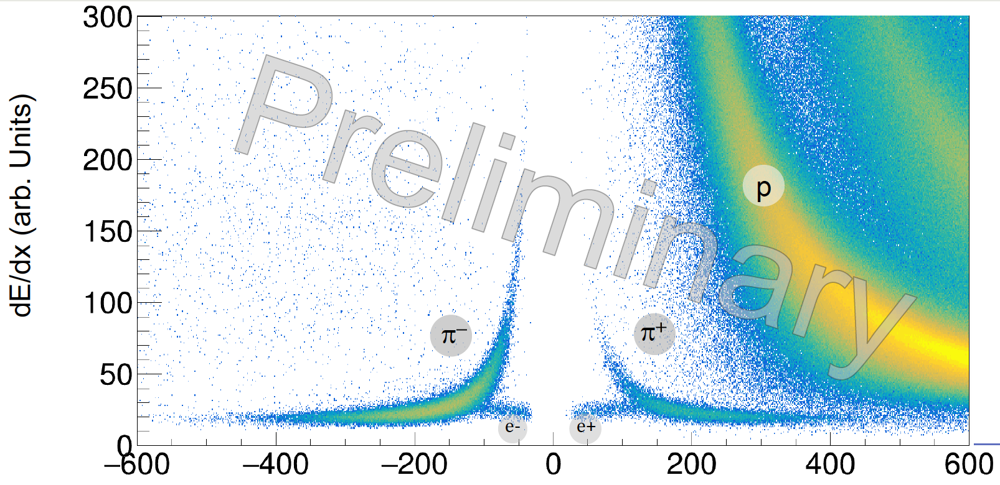 300
250
200
150
100
50
0
dE/dx (arb. Units)
Preliminary
p
π⁻
π⁺
e-
e+
−600 −400 −200 0 200 400 600